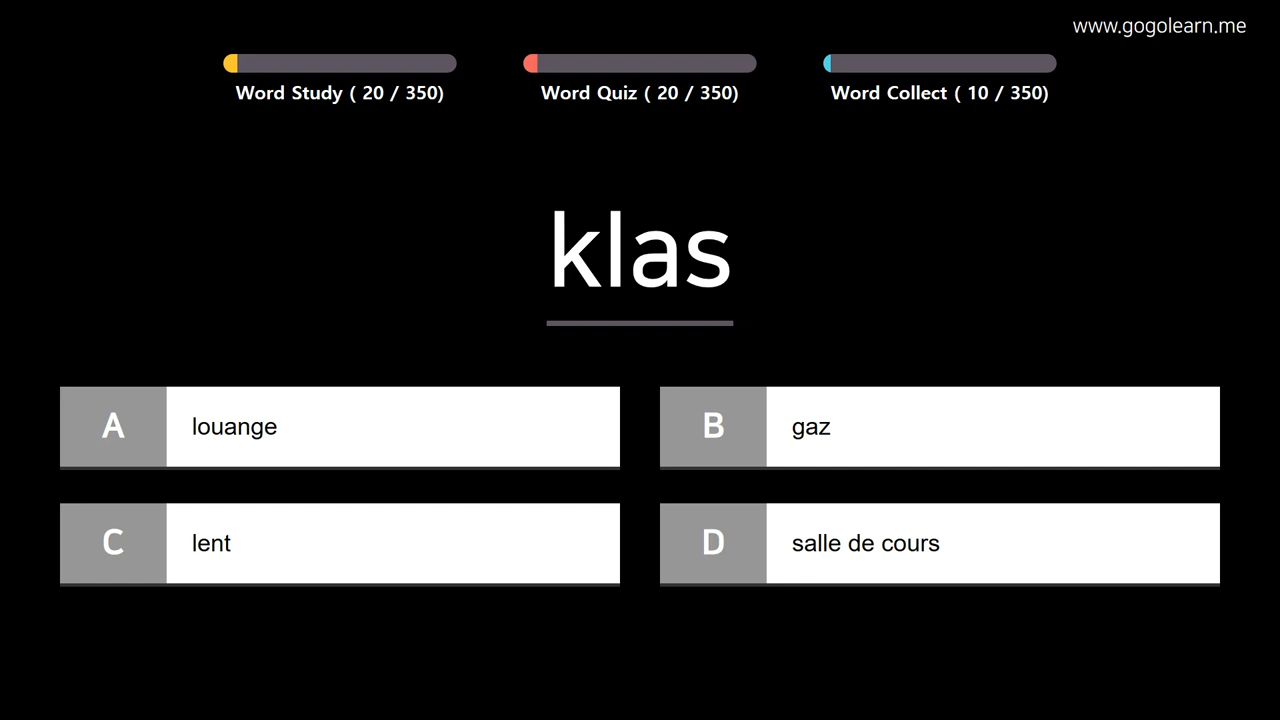 www.gogolearn.me
Word Study ( 20 / 350)
Word Quiz ( 20 / 350)
Word Collect ( 10 / 350)
klas
A louange
B gaz
C lent
D salle de cours